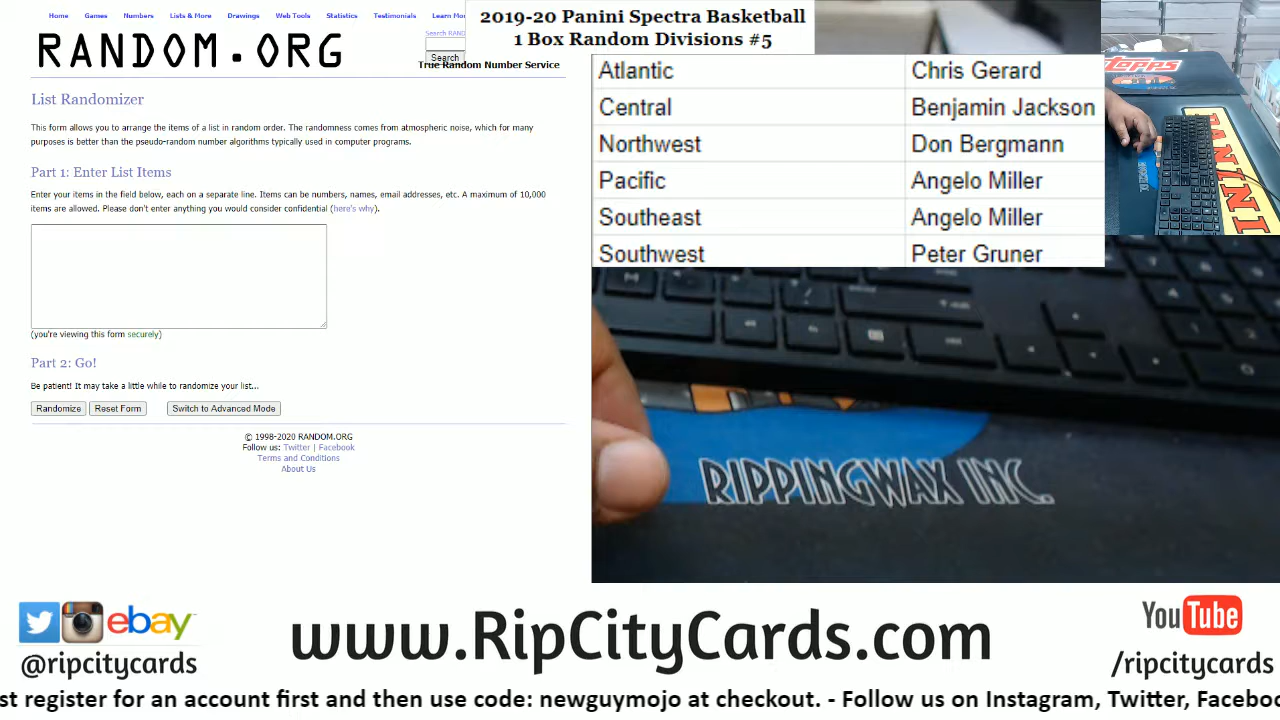 Home Games Numbers Lists & More Drawings Web Tools Statistics Testimonials Learn Mo
RANDOM.ORG
Search RAND
Search
True Random Number Service
List Randomizer
This form allows you to arrange the items of a list in random order. The randomness comes from atmospheric noise, which for many
purposes is better than the pseudo-random number algorithms typically used in computer programs.
Part 1: Enter List Items
Enter your items in the field below, each on a separate line. Items can be numbers, names, email addresses, etc. A maximum of 10,000
items are allowed. Please don't enter anything you would consider confidential (here's why).
(you're viewing this form securely)
Part 2: Go!
Be patient! It may take a little while to randomize your list...
Randomize Reset Form Switch to Advanced Mode
© 1998-2020 RANDOM.ORG
Follow us: Twitter | Facebook
Terms and Conditions
About Us
2019-20 Panini Spectra Basketball
1 Box Random Divisions #5
Atlantic Chris Gerard
Central Benjamin Jackson
Northwest Don Bergmann
Pacific Angelo Miller
Southeast Angelo Miller
Southwest Peter Gruner
TOPPS
PANINI
RIPPINGWAX INC.
ebay
@ripcitycards
www.RipCityCards.com
YouTube
/ripcitycards
st register for an account first and then use code: newguymojo at checkout. - Follow us on Instagram, Twitter, Facebo